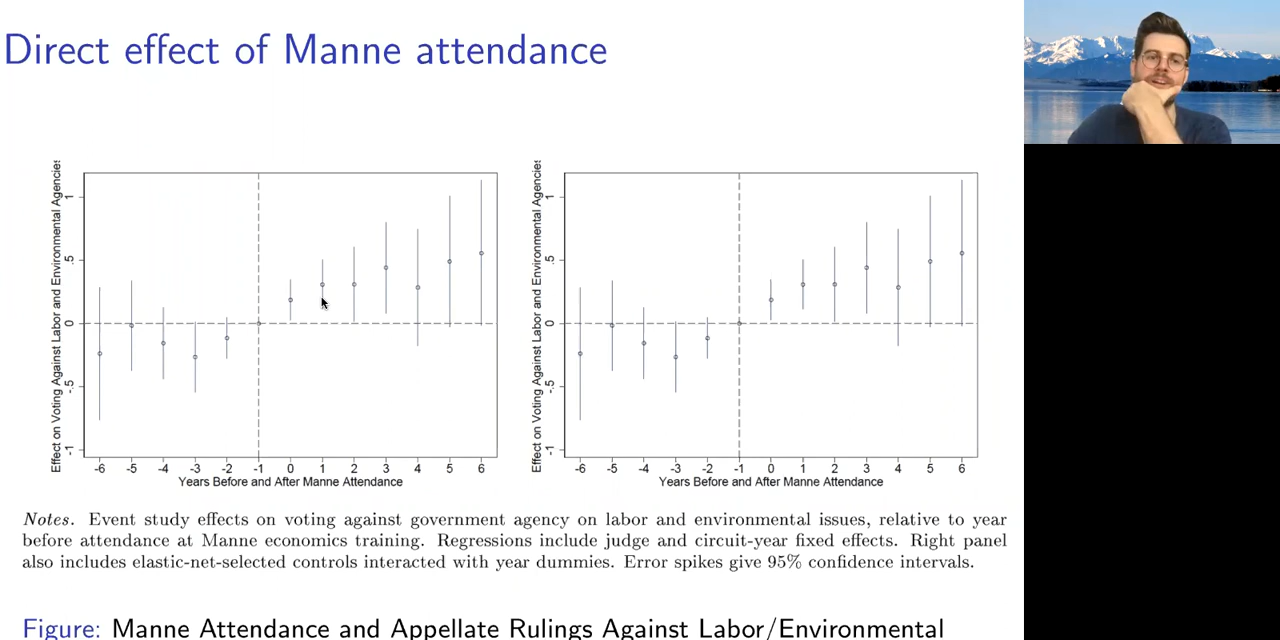 Direct effect of Manne attendance
Effect on Voting Against Labor and Environmental Agencies
1
.5
0
-.5
-1
-6 -5 -4 -3 -2 -1 0 1 2 3 4 5 6
Years Before and After Manne Attendance
Effect on Voting Against Labor and Environmental Agencies
1
.5
0
-.5
-1
-6 -5 -4 -3 -2 -1 0 1 2 3 4 5 6
Years Before and After Manne Attendance
Notes. Event study effects on voting against government agency on labor and environmental issues, relative to year
before attendance at Manne economics training. Regressions include judge and circuit-year fixed effects. Right panel
also includes elastic-net-selected controls interacted with year dummies. Error spikes give 95% confidence intervals.
Figure: Manne Attendance and Appellate Rulings Against Labor/Environmental